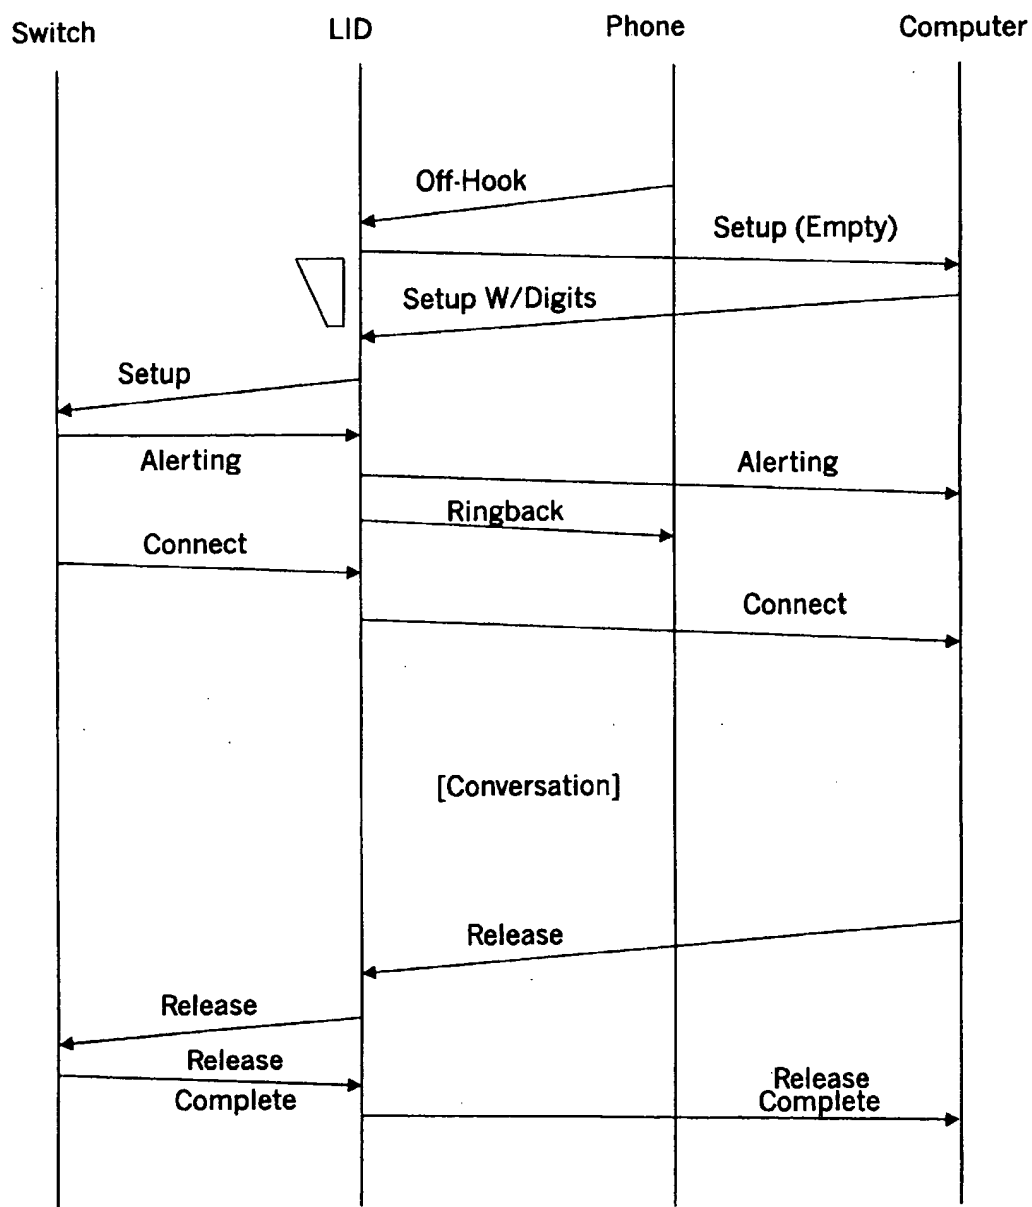 Switch
LID
Phone
Computer
Off-Hook
Setup (Empty)
Setup W/Digits
Setup
Alerting
Alerting
Ringback
Connect
Connect
[Conversation]
Release
Release
Release
Complete
Release
Complete